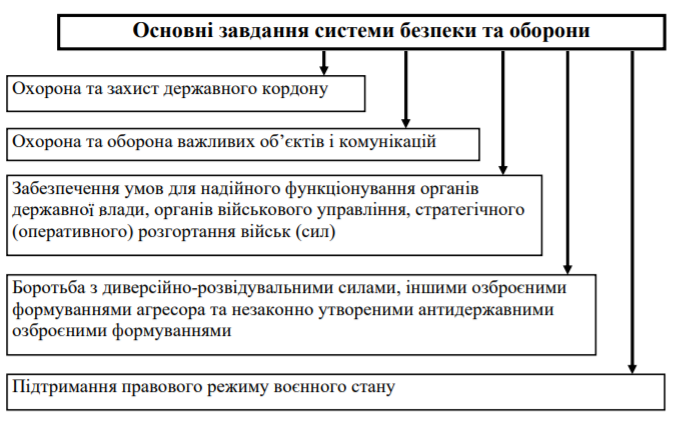 Основні завдання системи безпеки та оборони
Охорона та захист державного кордону
Охорона та оборона важливих об’єктів і комунікацій
Забезпечення умов для надійного функціонування органів
державної влади, органів військового управління, стратегічного
(оперативного) розгортання військ (сил)
Боротьба з диверсійно-розвідувальними силами, іншими озброєними
формуваннями агресора та незаконно утвореними антидержавними
озброєними формуваннями
Підтримання правового режиму воєнного стану